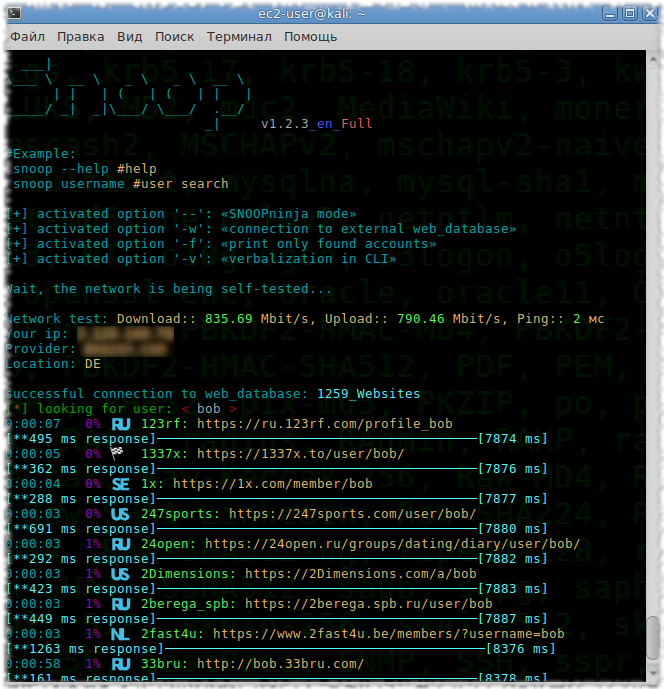 ec2-user@kali: ~
Файл Правка Вид Поиск Терминал Помощь
v1.2.3_en_Full
#Example:
snoop --help #help
snoop username #user search
[+] activated option '--': «SNOOPninja mode»
[+] activated option '-w': «connection to external web_database»
[+] activated option '-f': «print only found accounts»
[+] activated option '-v': «verbalization in CLI»
Wait, the network is being self-tested...
Network test: Download:: 835.69 Mbit/s, Upload:: 790.46 Mbit/s, Ping:: 2 мс
Your ip:
Provider:
Location: DE
successful connection to web_database: 1259_Websites
[*] looking for user: < bob >
0:00:07 0% RU 123rf: https://ru.123rf.com/profile_bob
[**495 ms response]────────[7874 ms]
0:00:05 0% 🏁 1337x: https://1337x.to/user/bob/
[**362 ms response]────────[7876 ms]
0:00:04 0% SE 1x: https://1x.com/member/bob
[**288 ms response]────────[7877 ms]
0:00:03 0% US 247sports: https://247sports.com/user/bob/
[**691 ms response]────────[7880 ms]
0:00:03 1% RU 24open: https://24open.ru/groups/dating/diary/user/bob/
[**292 ms response]────────[7882 ms]
0:00:03 1% US 2Dimensions: https://2Dimensions.com/a/bob
[**423 ms response]────────[7883 ms]
0:00:03 1% RU 2berega_spb: https://2berega.spb.ru/user/bob
[**449 ms response]────────[7887 ms]
0:00:03 1% NL 2fast4u: https://www.2fast4u.be/members/?username=bob
[**1263 ms response]────────[8376 ms]
0:00:58 1% RU 33bru: http://bob.33bru.com/
[**161 ms response]────────[8378 ms]